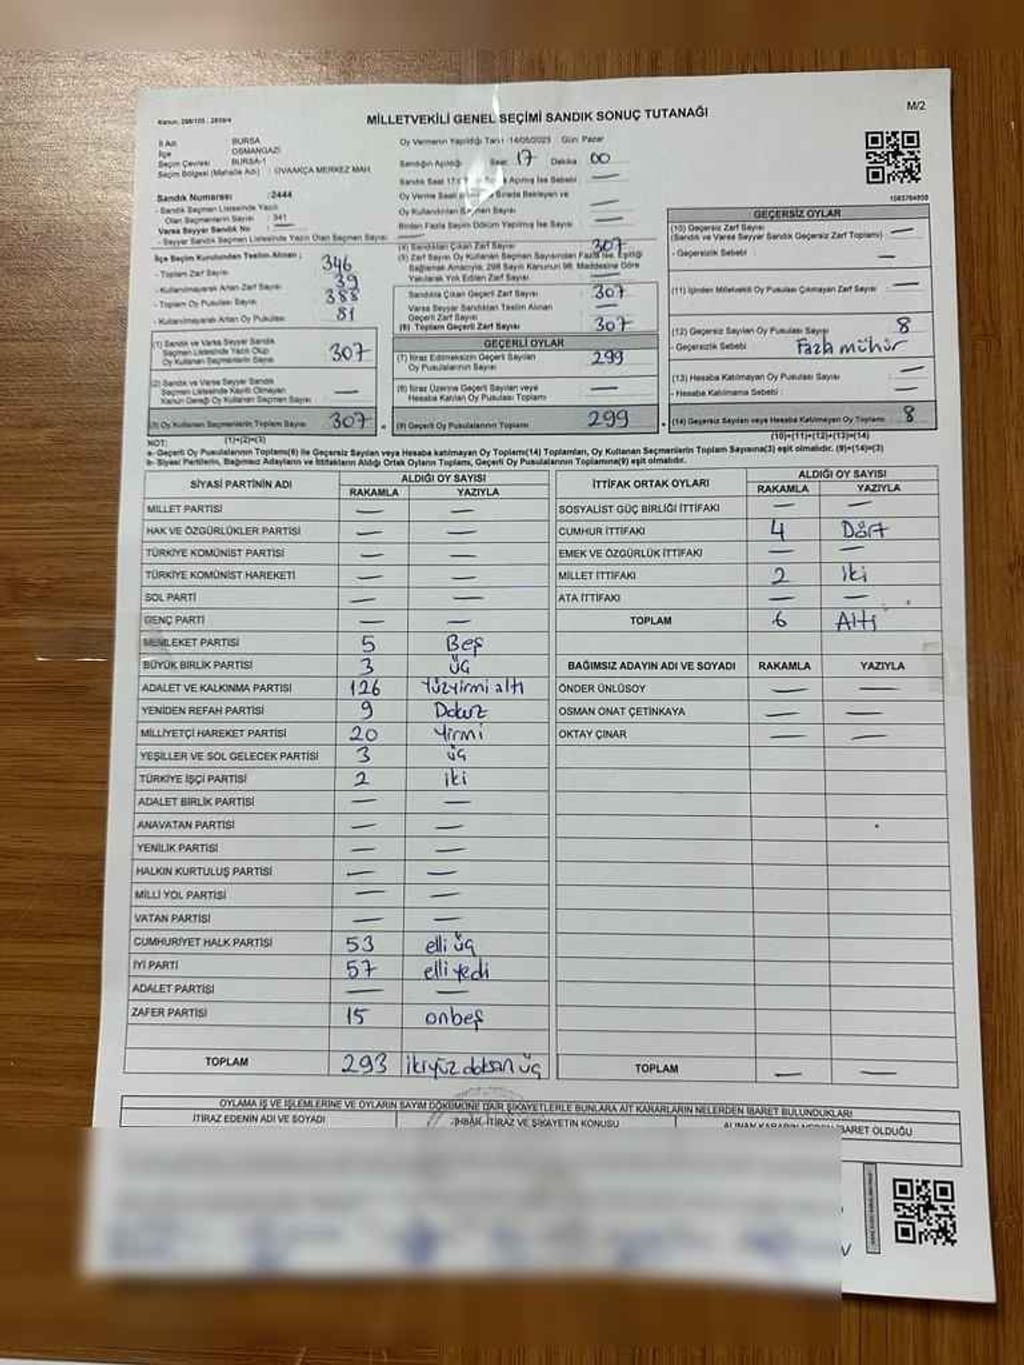 Kanun: 298/105 ; 2839/4
MİLLETVEKİLİ GENEL SEÇİMİ SANDIK SONUÇ TUTANAĞI
M/2
İl Adı : BURSA
İlçe : OSMANGAZİ
Seçim Çevresi : BURSA-1
Seçim Bölgesi (Mahalle Adı) : OVAAKÇA MERKEZ MAH.
Oy Vermenin Yapıldığı Tarih: 14/05/2023 Gün: Pazar
Sandığın Açıldığı Saat: 17 Dakika 00
Açılmış İse Sebebi —
Oy Verme Saati Sırada Bekleyen ve
Oy Kullandırılan Seçmen Sayısı —
Birden Fazla Seçim Döküm Yapılmış İse Sayısı —
Sandık Numarası : 2444
- Sandık Seçmen Listesinde Yazılı
Olan Seçmenlerin Sayısı : 341
Varsa Seyyar Sandık No —
- Seyyar Sandık Seçmen Listesinde Yazılı Olan Seçmen Sayısı —
İlçe Seçim Kurulundan Teslim Alınan ;
- Toplam Zarf Sayısı 346
- Kullanılmayarak Artan Zarf Sayısı 39
- Toplam Oy Pusulası Sayısı 388
- Kullanılmayarak Artan Oy Pusulası 81
(1) Sandık ve Varsa Seyyar Sandık
Seçmen Listesinde Yazılı Olup
Oy Kullanan Seçmenlerin Sayısı 307
(2) Sandık ve Varsa Seyyar Sandık
Seçmen Listesinde Kayıtlı Olmayan
Kanun Gereği Oy Kullanan Seçmen Sayısı —
(3) Oy Kullanan Seçmenlerin Toplam Sayısı 307
(1)+(2)=(3)
(4) Sandıktan Çıkan Zarf Sayısı 307
(5) Zarf Sayısı Oy Kullanan Seçmen Sayısından Fazla İse, Eşitliği
Sağlamak Amacıyla, 298 Sayılı Kanunun 98. Maddesine Göre
Yakılarak Yok Edilen Zarf Sayısı —
Sandıkta Çıkan Geçerli Zarf Sayısı 307
Varsa Seyyar Sandıktan Teslim Alınan
Geçerli Zarf Sayısı —
(6) Toplam Geçerli Zarf Sayısı 307
GEÇERLİ OYLAR
(7) İtiraz Edilmeksizin Geçerli Sayılan
Oy Pusulalarının Sayısı 299
(8) İtiraz Üzerine Geçerli Sayılan veya
Hesaba Katılan Oy Pusulası Toplamı —
(9) Geçerli Oy Pusulalarının Toplamı 299
1083704800
GEÇERSİZ OYLAR
(10) Geçersiz Zarf Sayısı
(Sandık ve Varsa Seyyar Sandık Geçersiz Zarf Toplamı) —
- Geçersizlik Sebebi: —
(11) İçinden Milletvekili Oy Pusulası Çıkmayan Zarf Sayısı —
(12) Geçersiz Sayılan Oy Pusulası Sayısı 8
- Geçersizlik Sebebi : Fazla mühür
(13) Hesaba Katılmayan Oy Pusulası Sayısı —
- Hesaba Katılmama Sebebi : —
(14) Geçersiz Sayılan veya Hesaba Katılmayan Oy Toplamı 8
(10)+(11)+(12)+(13)=(14)
NOT:
a- Geçerli Oy Pusulalarının Toplamı(9) ile Geçersiz Sayılan veya Hesaba katılmayan Oy Toplamı(14) Toplamları, Oy Kullanan Seçmenlerin Toplam Sayısına(3) eşit olmalıdır. (9)+(14)=(3)
b- Siyasi Partilerin, Bağımsız Adayların ve İttifakların Aldığı Ortak Oyların Toplamı, Geçerli Oy Pusulalarının Toplamına(9) eşit olmalıdır.
SİYASİ PARTİNİN ADI ALDIĞI OY SAYISI
RAKAMLA YAZIYLA
MİLLET PARTİSİ — —
HAK VE ÖZGÜRLÜKLER PARTİSİ — —
TÜRKİYE KOMÜNİST PARTİSİ — —
TÜRKİYE KOMÜNİST HAREKETİ — —
SOL PARTİ — —
GENÇ PARTİ — —
MEMLEKET PARTİSİ 5 Beş
BÜYÜK BİRLİK PARTİSİ 3 üç
ADALET VE KALKINMA PARTİSİ 126 Yüzyirmi altı
YENİDEN REFAH PARTİSİ 9 Dokuz
MİLLİYETÇİ HAREKET PARTİSİ 20 Yirmi
YEŞİLLER VE SOL GELECEK PARTİSİ 3 üç
TÜRKİYE İŞÇİ PARTİSİ 2 iki
ADALET BİRLİK PARTİSİ — —
ANAVATAN PARTİSİ — —
YENİLİK PARTİSİ — —
HALKIN KURTULUŞ PARTİSİ — —
MİLLİ YOL PARTİSİ — —
VATAN PARTİSİ — —
CUMHURİYET HALK PARTİSİ 53 elli üç
İYİ PARTİ 57 elli yedi
ADALET PARTİSİ — —
ZAFER PARTİSİ 15 onbeş
TOPLAM 293 ikiyüz doksan üç
İTTİFAK ORTAK OYLARI ALDIĞI OY SAYISI
RAKAMLA YAZIYLA
SOSYALİST GÜÇ BİRLİĞİ İTTİFAKI — —
CUMHUR İTTİFAKI 4 Dört
EMEK VE ÖZGÜRLÜK İTTİFAKI — —
MİLLET İTTİFAKI 2 iki
ATA İTTİFAKI — —
TOPLAM 6 Altı
BAĞIMSIZ ADAYIN ADI VE SOYADI RAKAMLA YAZIYLA
ÖNDER ÜNLÜSOY — —
OSMAN ONAT ÇETİNKAYA — —
OKTAY ÇINAR — —
TOPLAM — —
OYLAMA İŞ VE İŞLEMLERİNE VE OYLARIN SAYIM DÖKÜMÜNE DAİR ŞİKAYETLERLE BUNLARA AİT KARARLARIN NELERDEN İBARET BULUNDUKLARI
İTİRAZ EDENİN ADI VE SOYADI İHBAR, İTİRAZ VE ŞİKAYETİN KONUSU ALINAN KARARIN NEDEN İBARET OLDUĞU